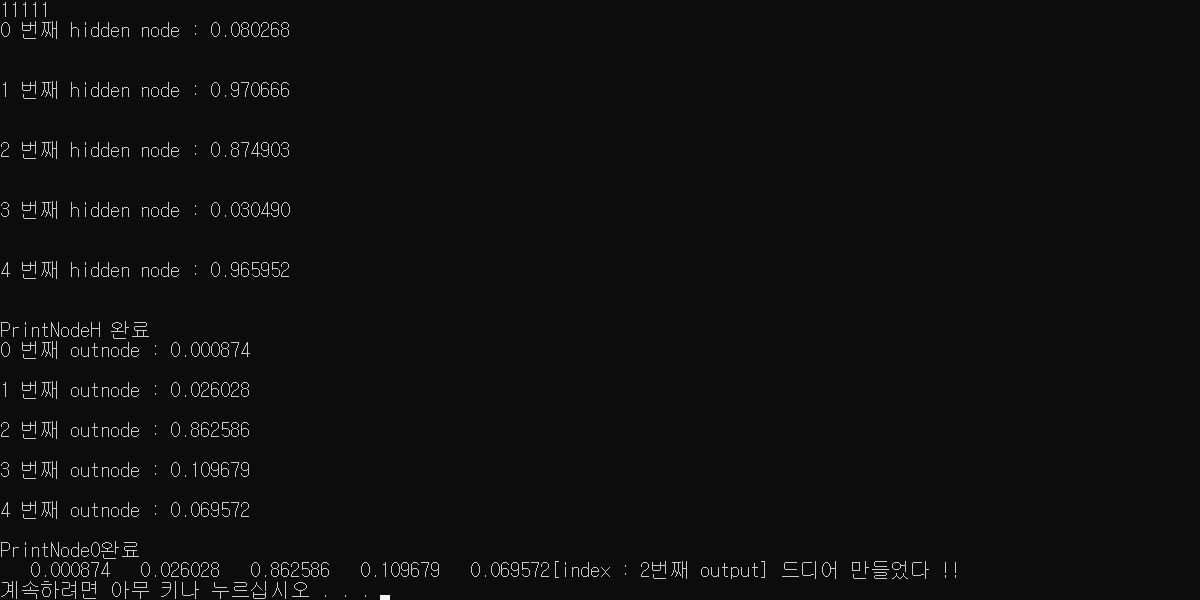 11111
0 번째 hidden node : 0.080268
1 번째 hidden node : 0.970666
2 번째 hidden node : 0.874903
3 번째 hidden node : 0.030490
4 번째 hidden node : 0.965952
PrintNodeH 완료
0 번째 outnode : 0.000874
1 번째 outnode : 0.026028
2 번째 outnode : 0.862586
3 번째 outnode : 0.109679
4 번째 outnode : 0.069572
PrintNodeO완료
0.000874 0.026028 0.862586 0.109679 0.069572[index : 2번째 output] 드디어 만들었다 !!
계속하려면 아무 키나 누르십시오 . . .